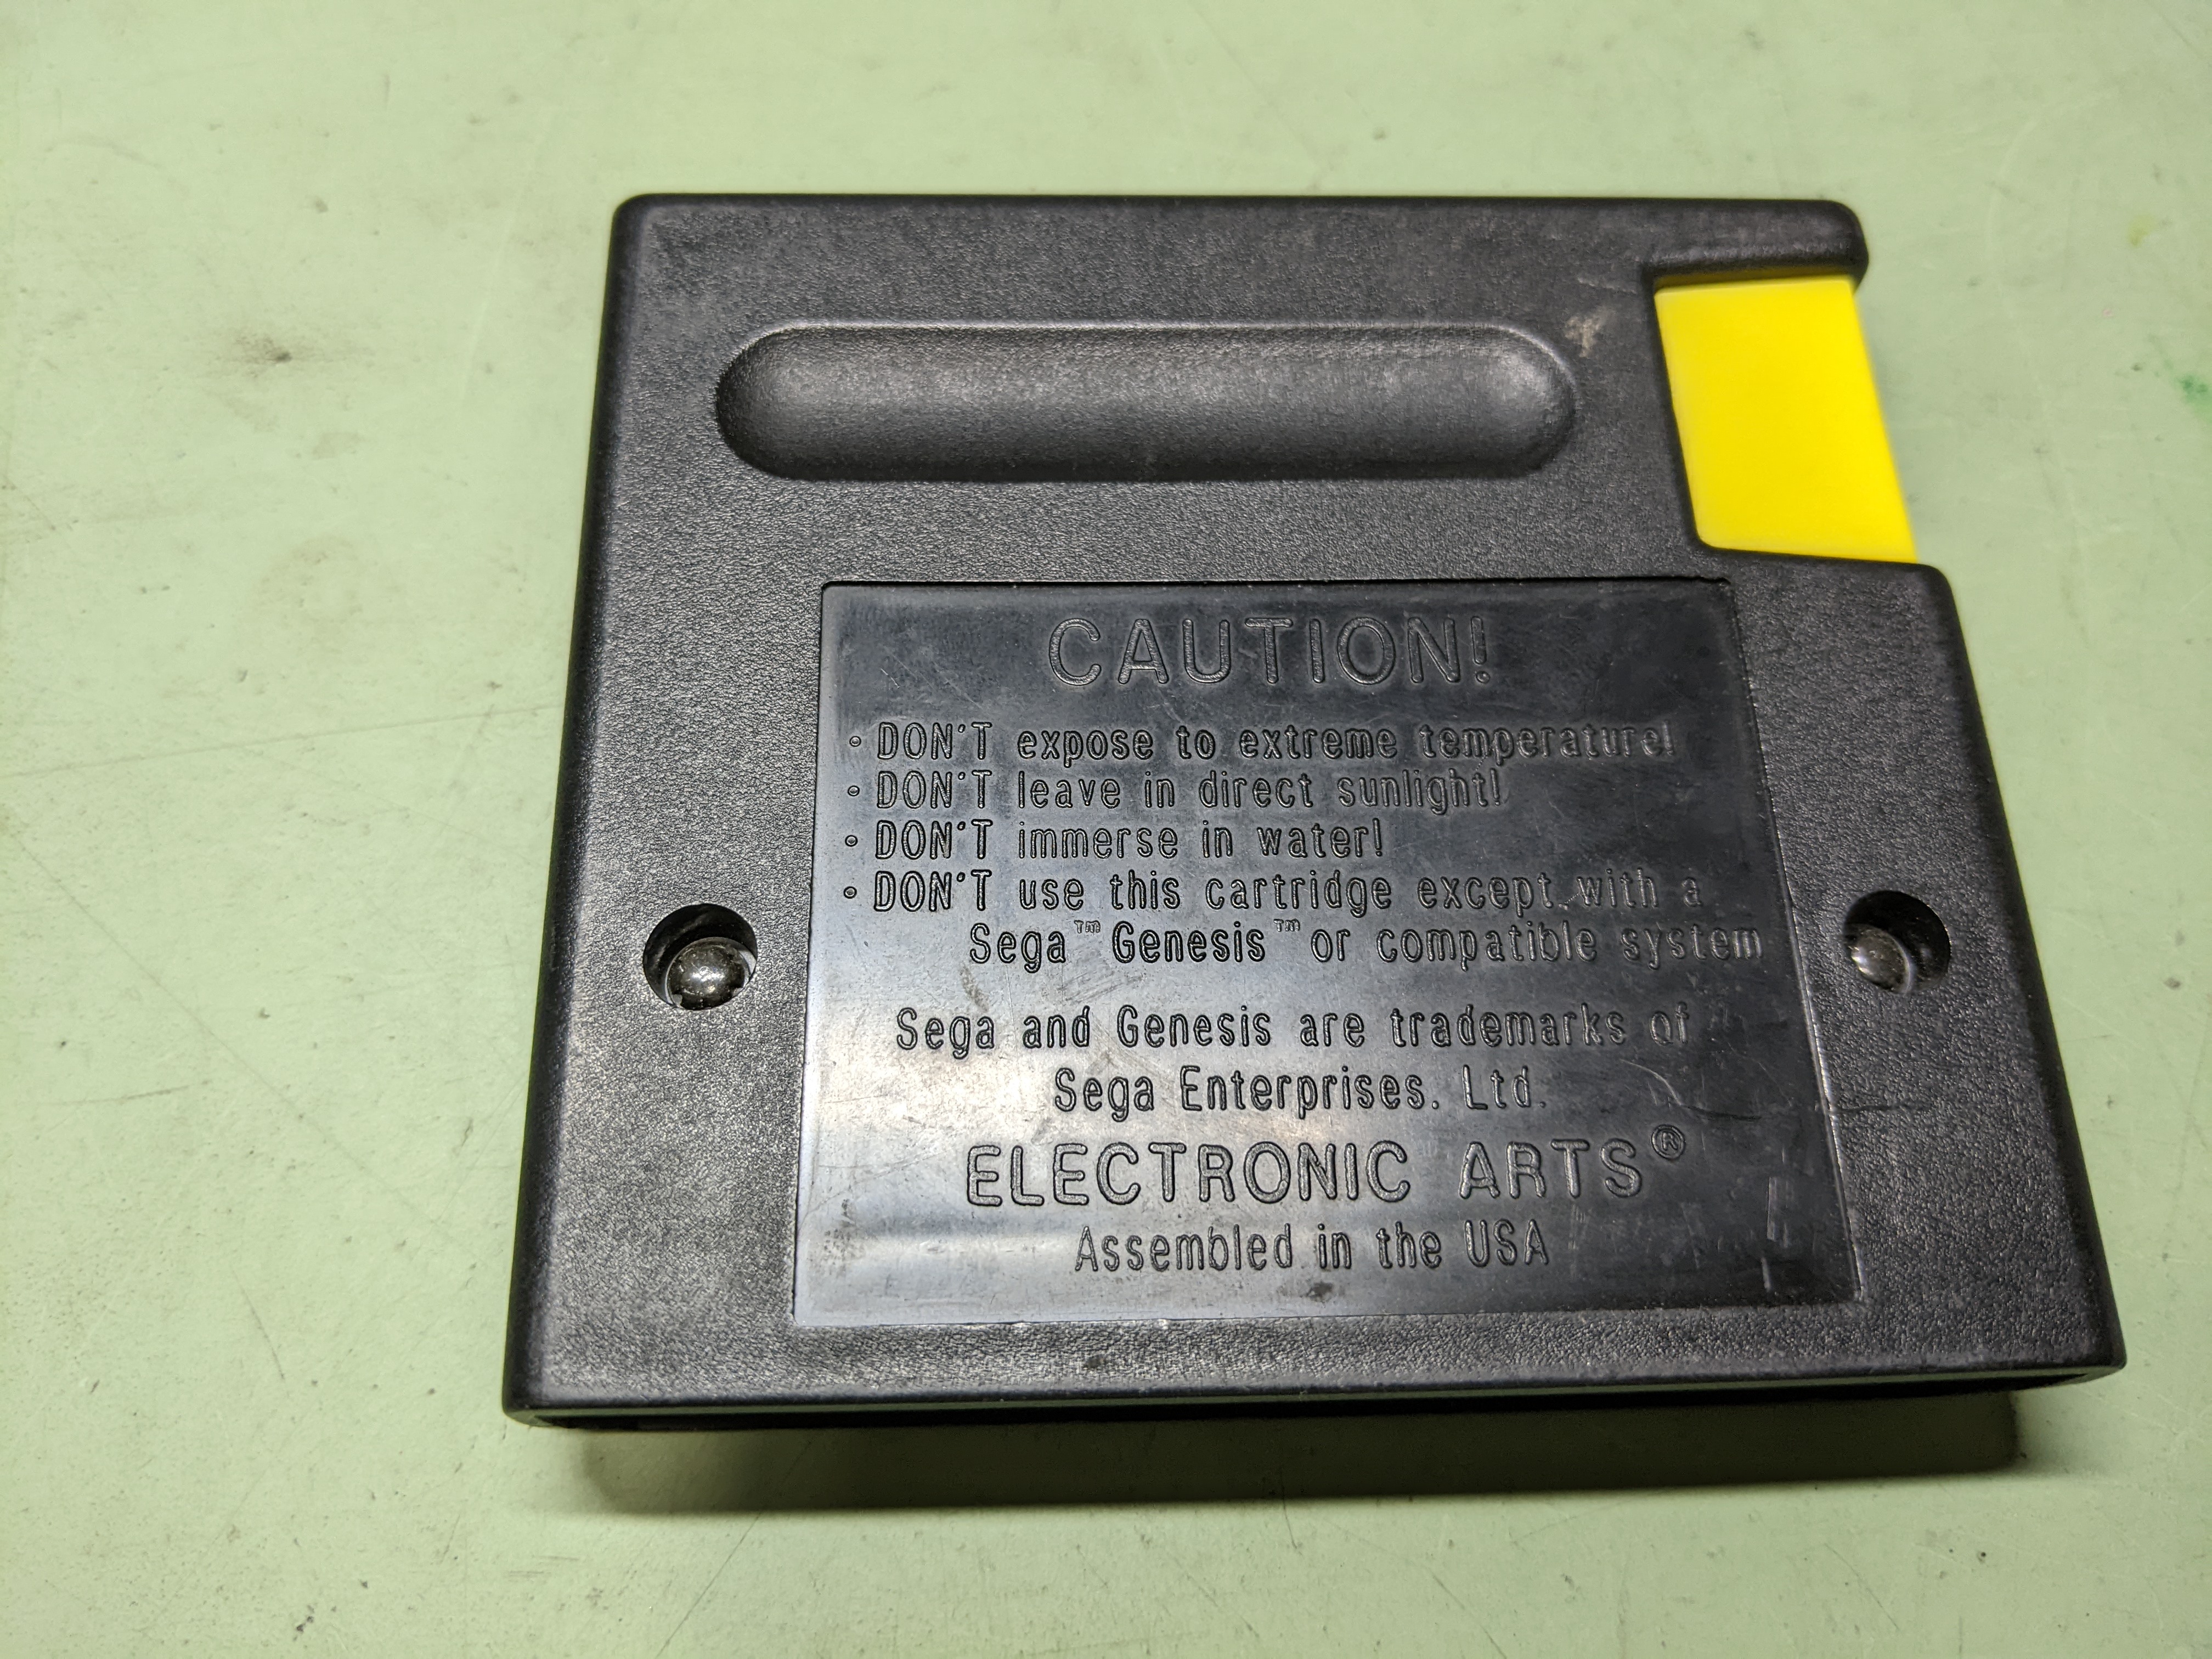 CAUTION!
· DON'T expose to extreme temperature!
· DON'T leave in direct sunlight!
· DON'T immerse in water!
· DON'T use this cartridge except with a
Sega™ Genesis™ or compatible system
Sega and Genesis are trademarks of
Sega Enterprises. Ltd.
ELECTRONIC ARTS®
Assembled in the USA